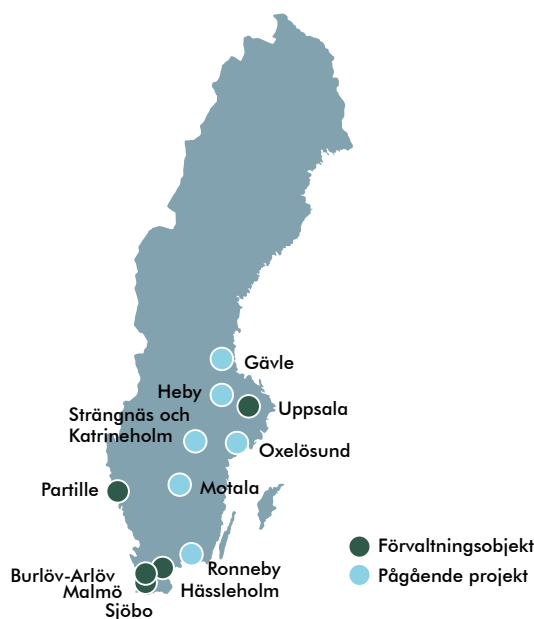 Gävle
Heby
Uppsala
Strängnäs och
Katrineholm
Oxelösund
Partille
Motala
Förvaltningsobjekt
Pågående projekt
Ronneby
Burlöv-Arlöv
Hässleholm
Malmö
Sjöbo